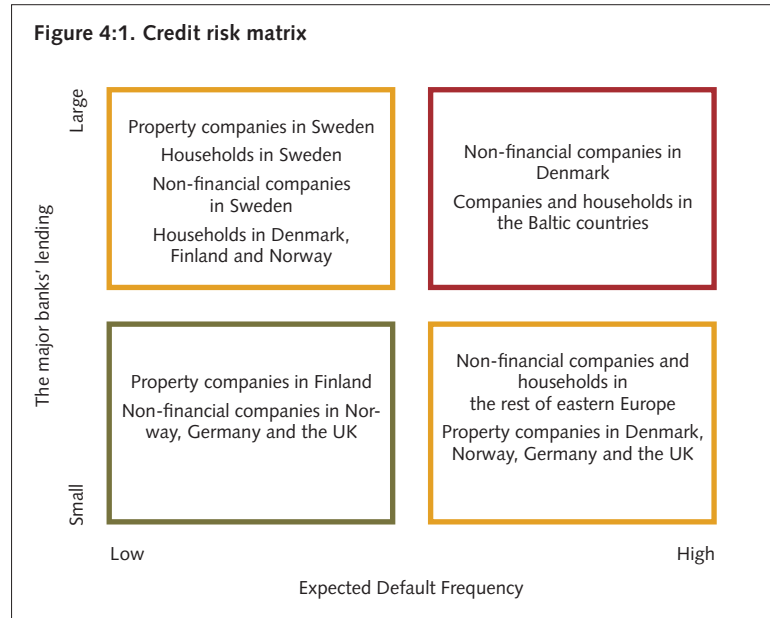 Figure 4:1. Credit risk matrix
Large
The major banks' lending
Small
Property companies in Sweden
Households in Sweden
Non-financial companies
in Sweden
Households in Denmark,
Finland and Norway
Non-financial companies in
Denmark
Companies and households in
the Baltic countries
Property companies in Finland
Non-financial companies in Nor-
way, Germany and the UK
Non-financial companies and
households in
the rest of eastern Europe
Property companies in Denmark,
Norway, Germany and the UK
Low
High
Expected Default Frequency